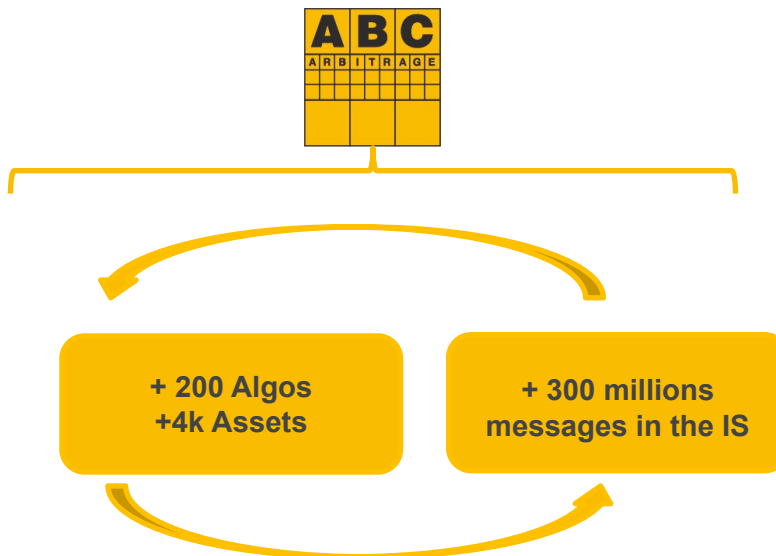 ABC
ARBITRAGE
+ 200 Algos
+4k Assets
+ 300 millions
messages in the IS